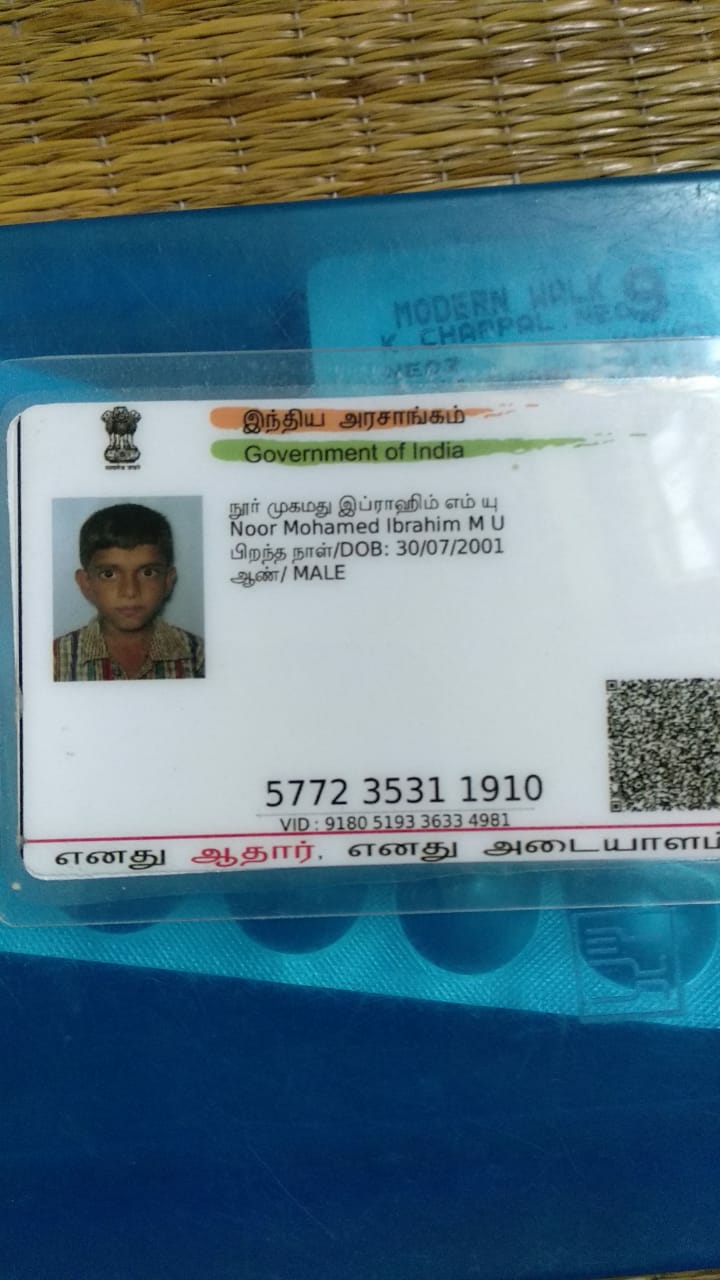 MODERN WALK 9
K CHAPPAL
இந்திய அரசாங்கம்
Government of India
நூர் முகமது இப்ராஹிம் எம் யு
Noor Mohamed Ibrahim M U
பிறந்த நாள்/DOB: 30/07/2001
ஆண்/ MALE
5772 3531 1910
VID : 9180 5193 3633 4981
எனது ஆதார், எனது அடையாளம்